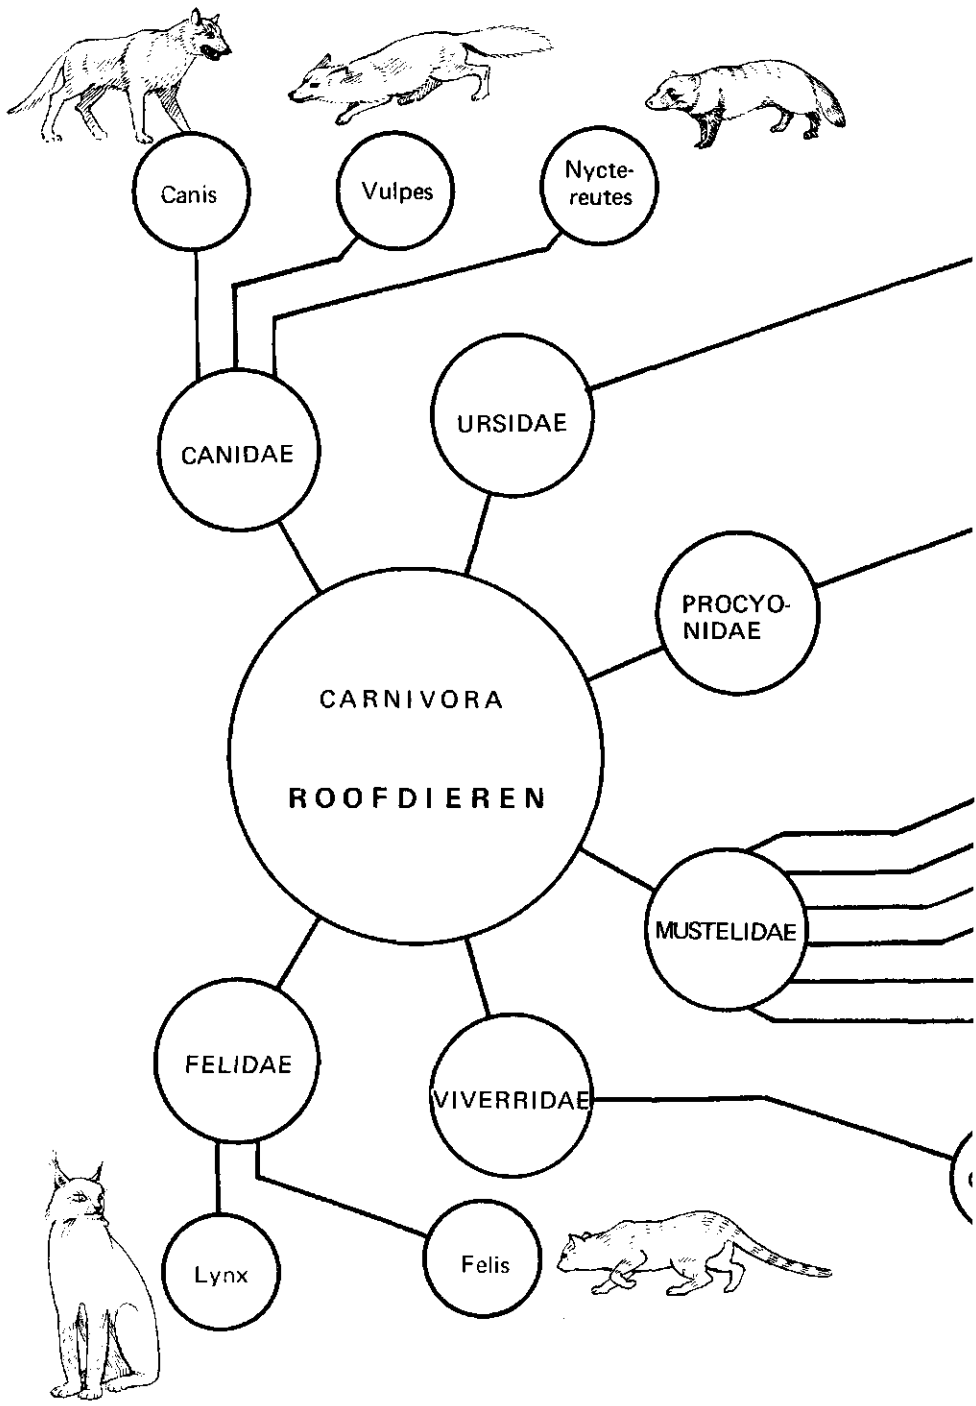 Canis
Vulpes
Nycte-
reutes
CANIDAE
URSIDAE
PROCYO-
NIDAE
CARNIVORA
ROOFDIEREN
MUSTELIDAE
FELIDAE
VIVERRIDAE
Lynx
Felis